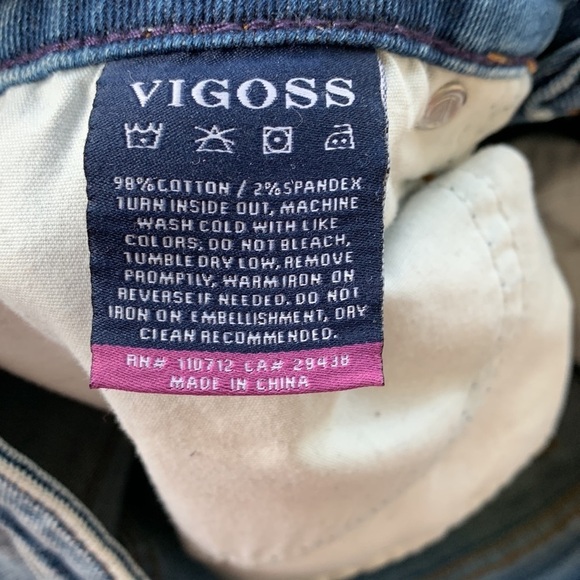 VIGOSS
98% COTTON / 2% SPANDEX
TURN INSIDE OUT, MACHINE
WASH COLD WITH LIKE
COLORS, DO NOT BLEACH,
TUMBLE DRY LOW, REMOVE
PROMPTLY, WARM IRON ON
REVERSE IF NEEDED. DO NOT
IRON ON EMBELLISHMENT, DRY
CLEAN RECOMMENDED.
RN# 110712 CA# 29438
MADE IN CHINA